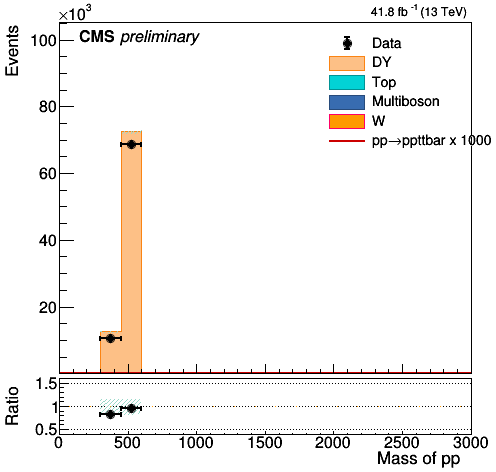 ×10³
41.8 fb⁻¹ (13 TeV)
Events
CMS preliminary
100
80
60
40
20
Data
DY
Top
Multiboson
W
pp→ppttbar x 1000
Ratio
1.5
1
0.5
0 500 1000 1500 2000 2500 3000
Mass of pp